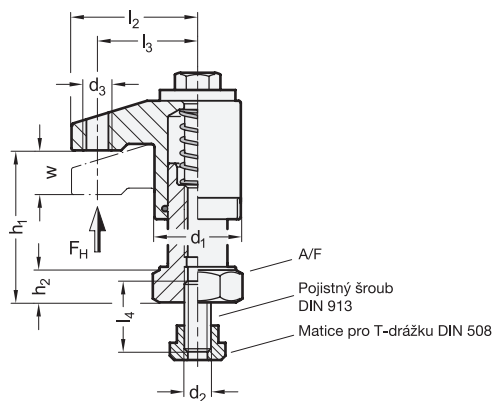 l2
l3
d3
w
h1
FH
d1
h2
A/F
l4
Pojistný šroub
DIN 913
Matice pro T-drážku DIN 508
d2